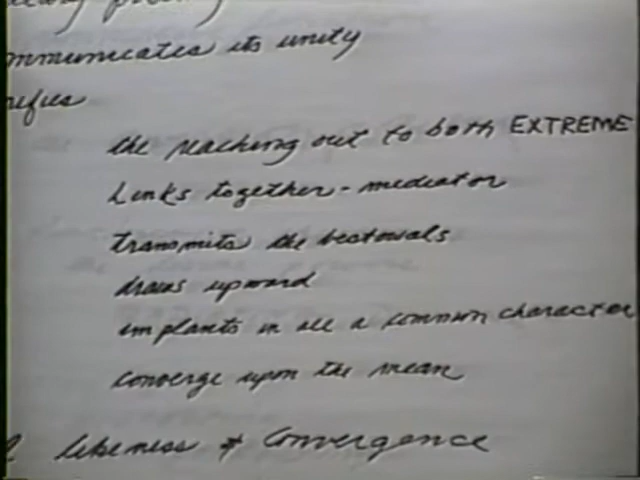 mmunicates its unity
the reaching out to both EXTREME
Links together - mediator
transmits the bestowals
draws upward
implants in all a common character
converge upon the mean
likeness & Convergence